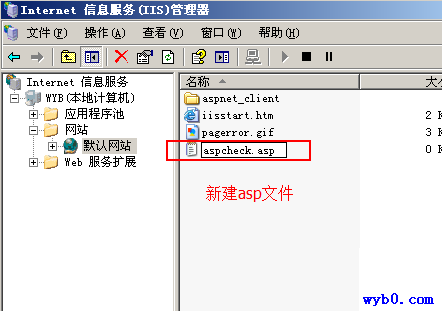 Internet 信息服务(IIS)管理器
文件(F) 操作(A) 查看(V) 窗口(W) 帮助(H)
Internet 信息服务
WYB(本地计算机)
应用程序池
网站
默认网站
Web 服务扩展
名称 大
aspnet_client
iisstart.htm 2 K
pagerror.gif 3 K
aspcheck.asp 0 K
新建asp文件
wyb0.com